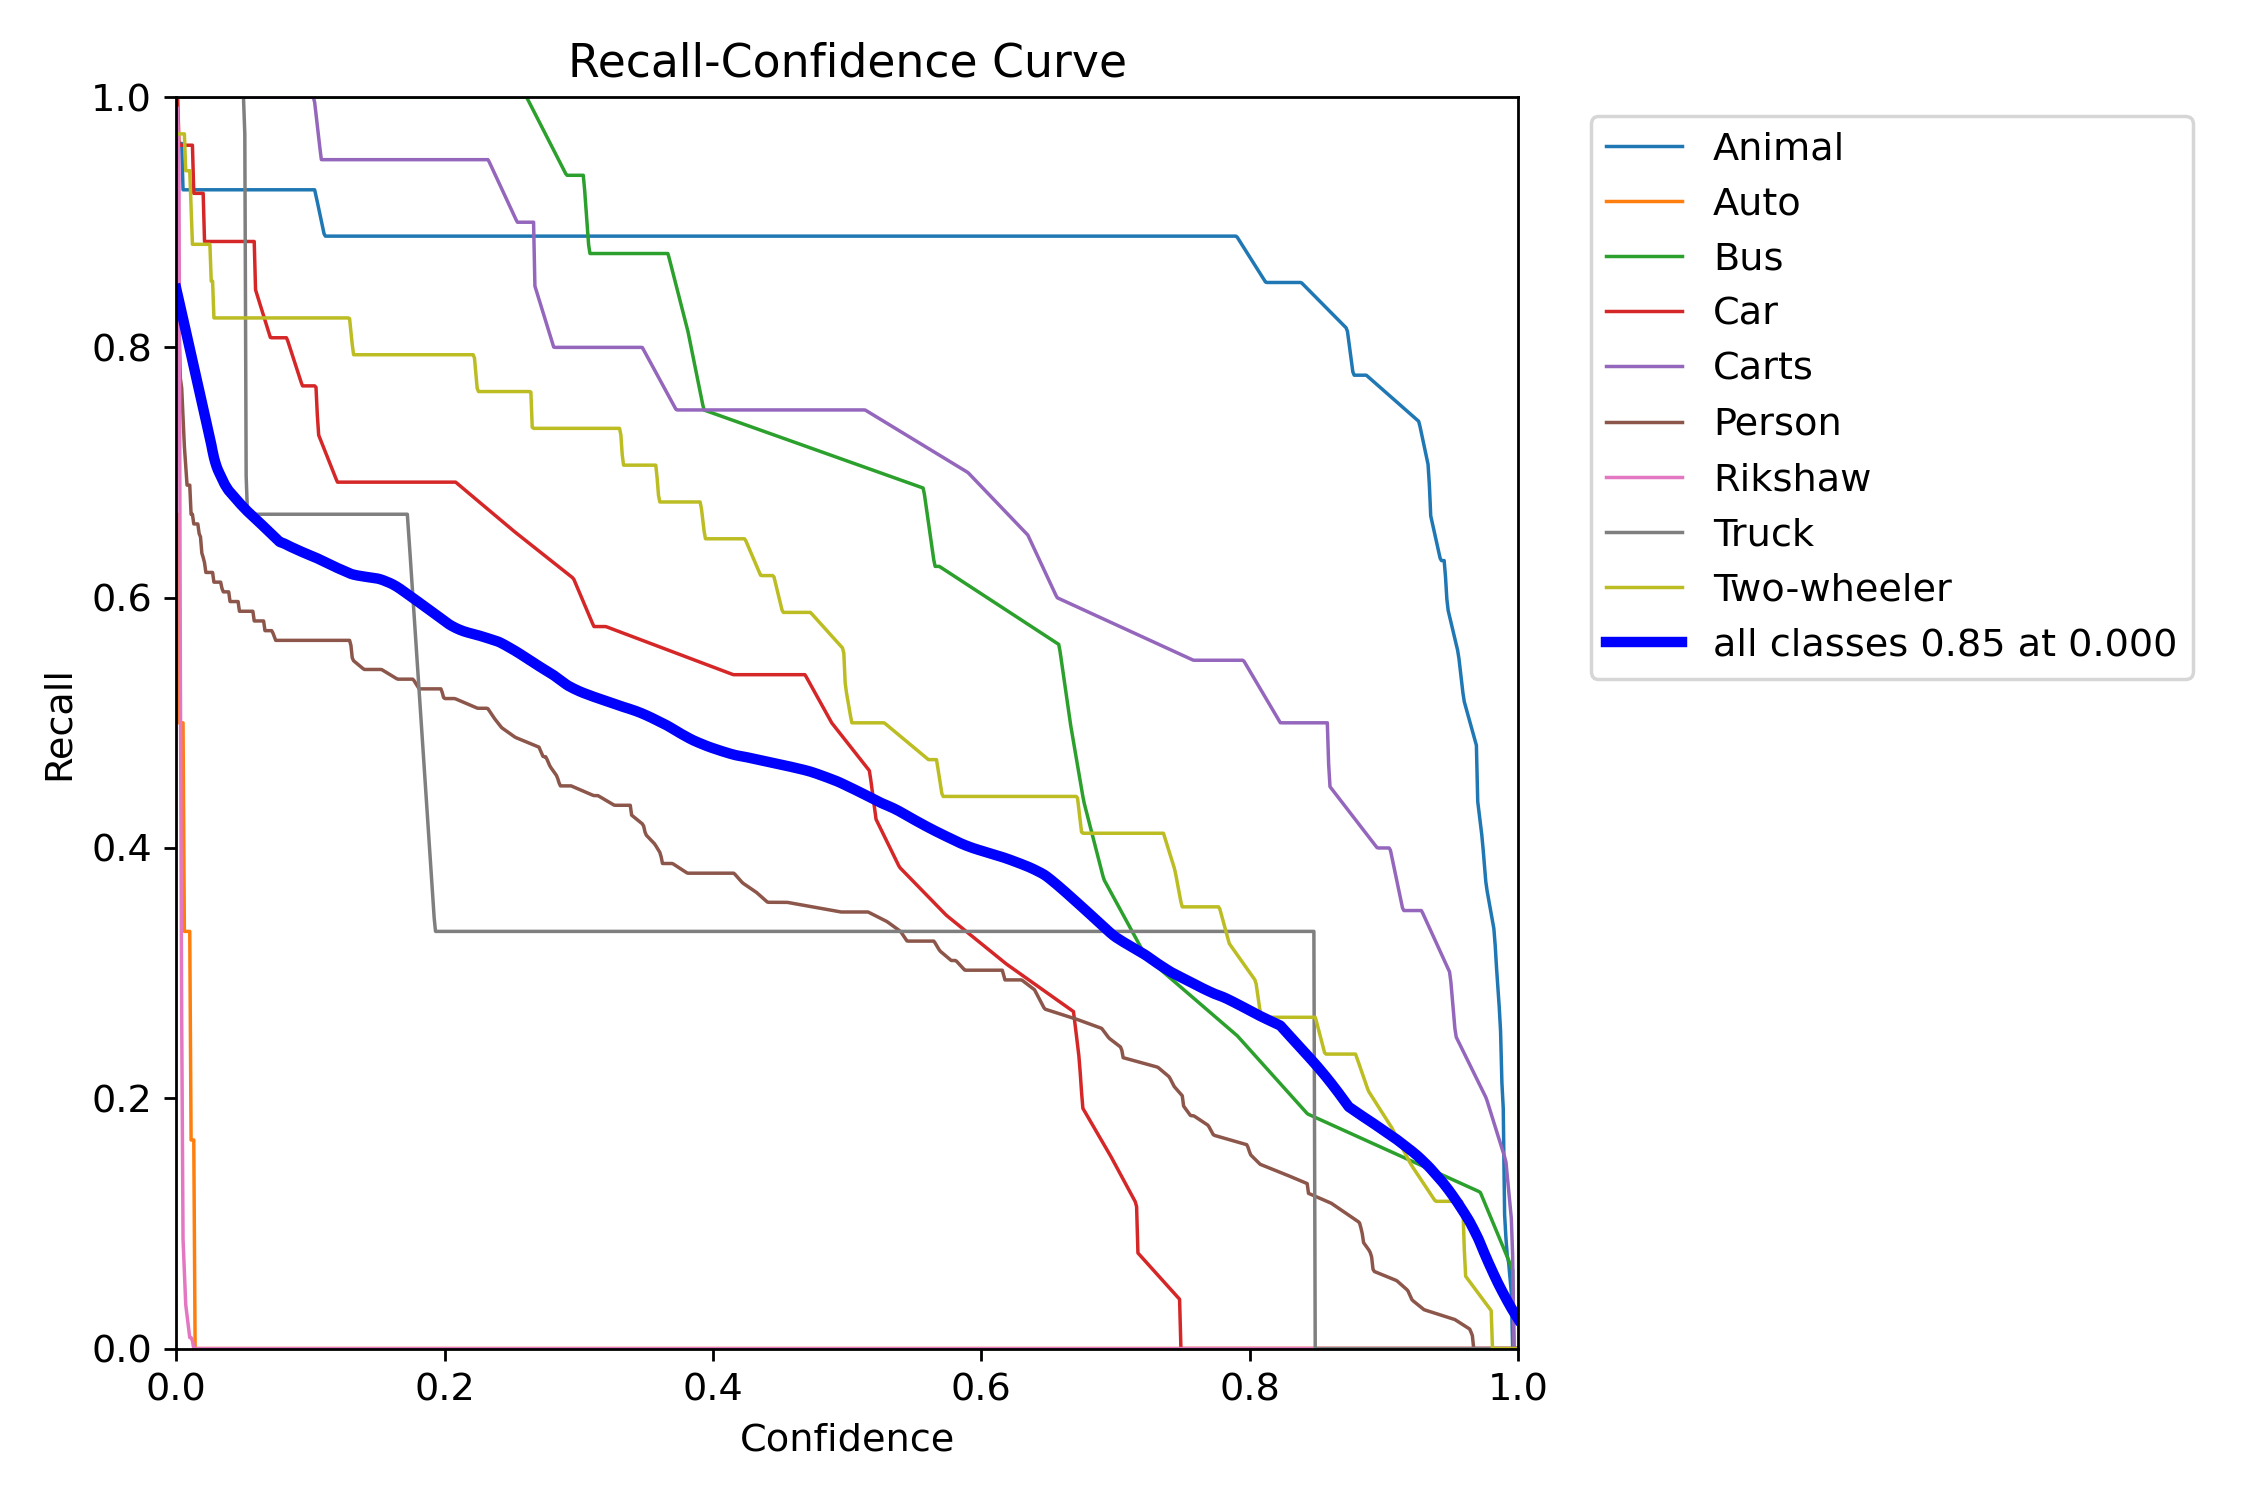 Recall-Confidence Curve
1.0
0.8
0.6
0.4
0.2
0.0
Recall
0.0 0.2 0.4 0.6 0.8 1.0
Confidence
Animal
Auto
Bus
Car
Carts
Person
Rikshaw
Truck
Two-wheeler
all classes 0.85 at 0.000